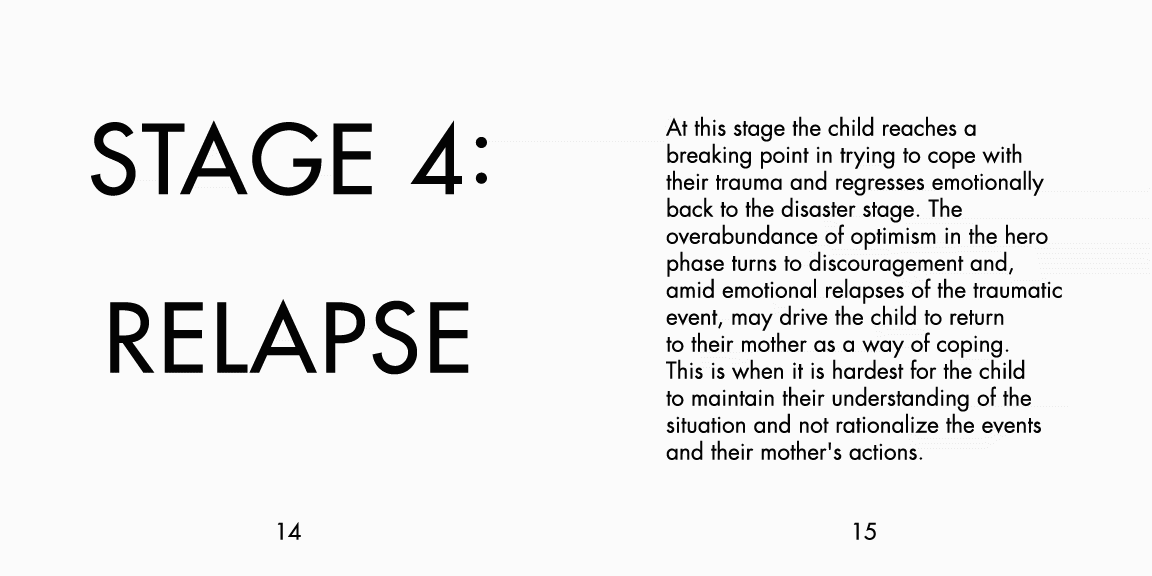 STAGE 4:
RELAPSE
14
At this stage the child reaches a
breaking point in trying to cope with
their trauma and regresses emotionally
back to the disaster stage. The
overabundance of optimism in the hero
phase turns to discouragement and,
amid emotional relapses of the traumatic
event, may drive the child to return
to their mother as a way of coping.
This is when it is hardest for the child
to maintain their understanding of the
situation and not rationalize the events
and their mother's actions.
15